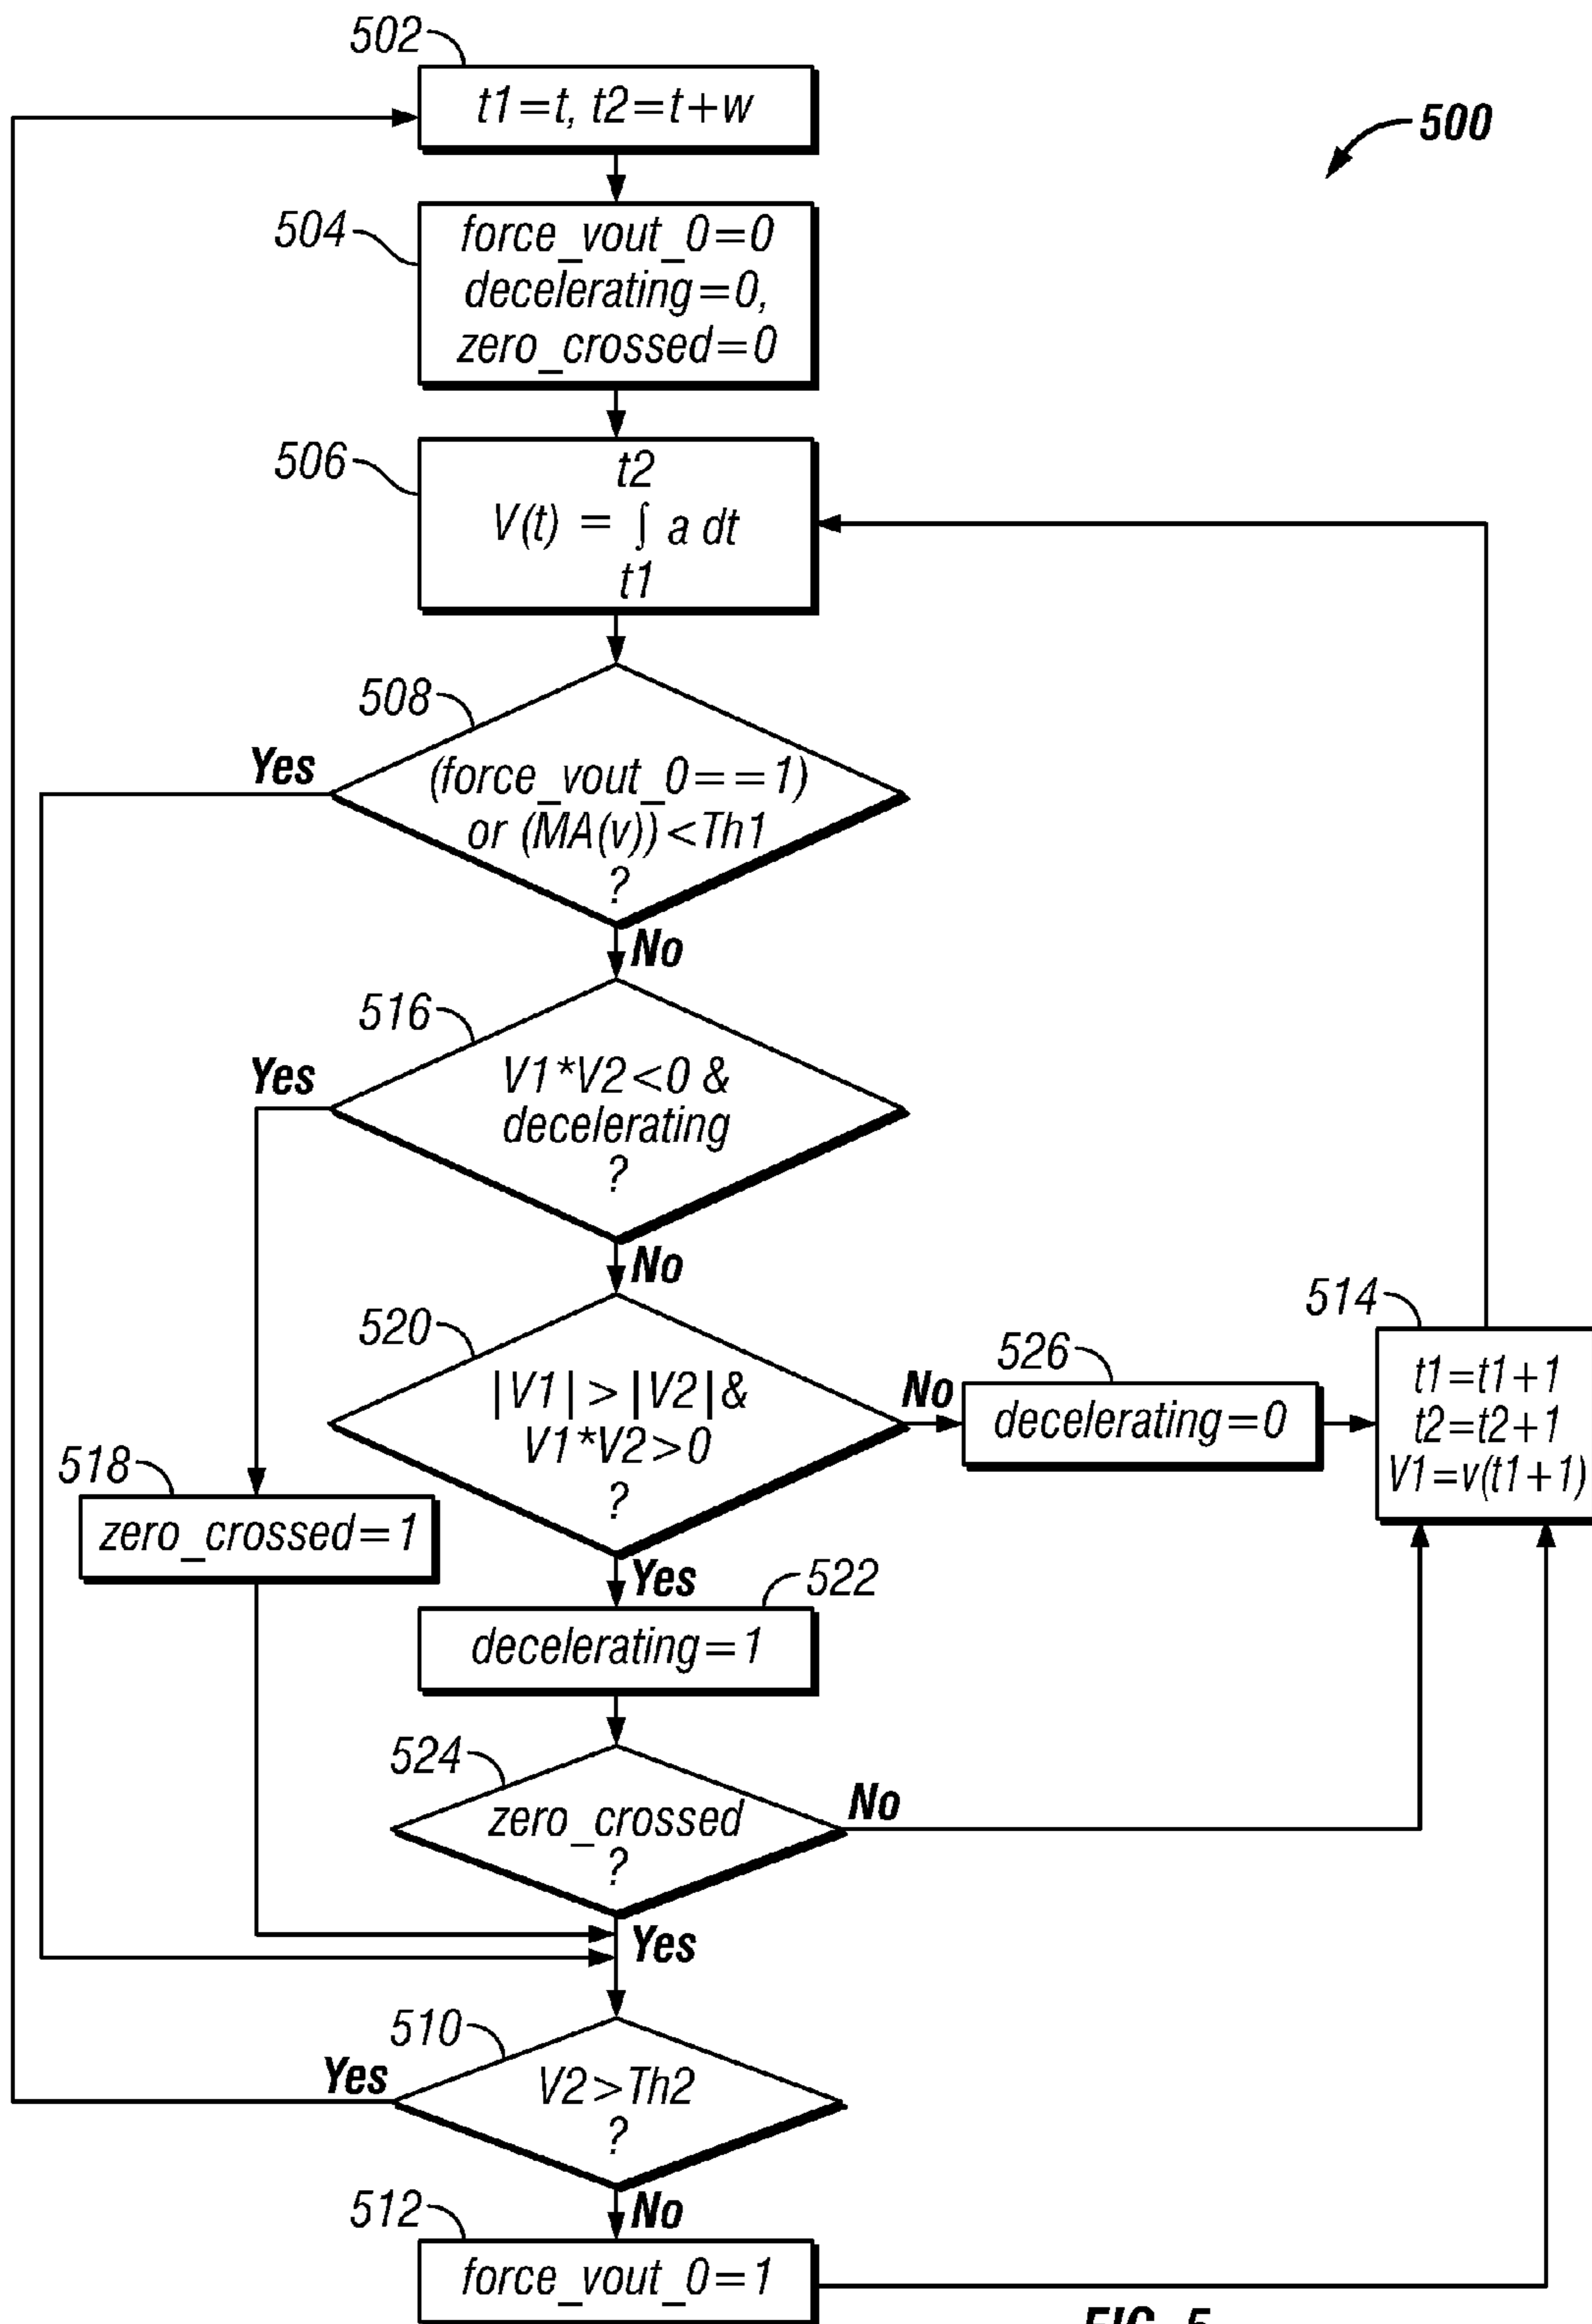 502
t1=t, t2=t+w
500
504
force_vout_0=0
decelerating=0,
zero_crossed=0
506
t2
V(t) = ∫ a dt
t1
508
Yes
(force_vout_0==1)
or (MA(v))<Th1
?
No
516
Yes
V1*V2<0 &
decelerating
?
No
520
|V1|>|V2|&
V1*V2>0
?
No
526
decelerating=0
514
t1=t1+1
t2=t2+1
V1=v(t1+1)
518
zero_crossed=1
Yes
522
decelerating=1
524
zero_crossed
?
No
Yes
510
Yes
V2>Th2
?
No
512
force_vout_0=1
FIG. 5